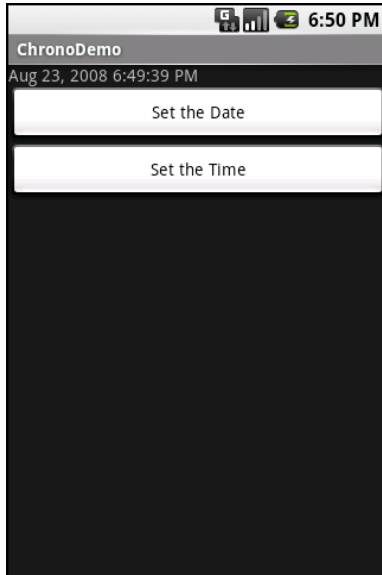 6:50 PM
ChronoDemo
Aug 23, 2008 6:49:39 PM
Set the Date
Set the Time